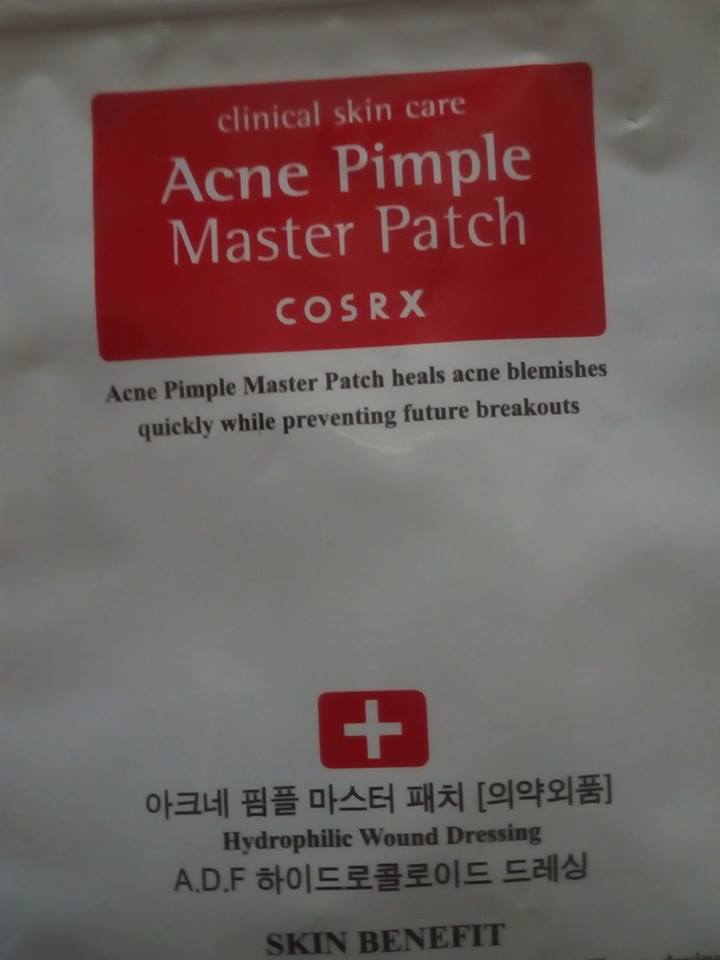 clinical skin care
Acne Pimple
Master Patch
COSRX
Acne Pimple Master Patch heals acne blemishes
quickly while preventing future breakouts
아크네 핌플 마스터 패치 [의약외품]
Hydrophilic Wound Dressing
A.D.F 하이드로콜로이드 드레싱
SKIN BENEFIT